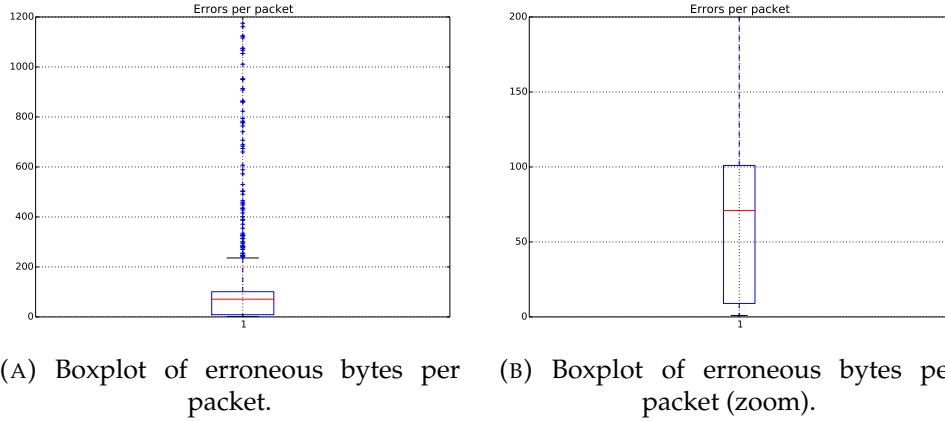 Errors per packet
1200
1000
800
600
400
200
0
1
(A) Boxplot of erroneous bytes per
packet.
Errors per packet
200
150
100
50
0
1
(B) Boxplot of erroneous bytes pe
packet (zoom).